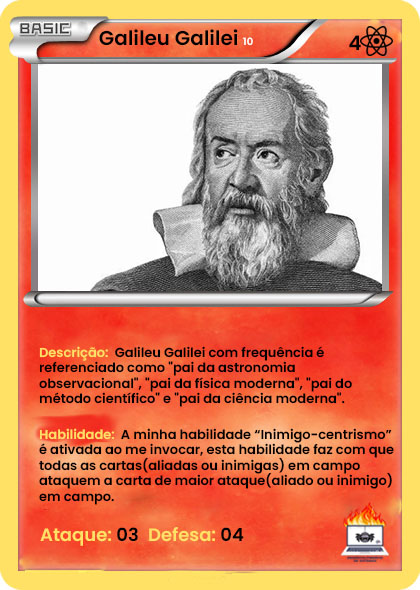 BASIC
Galileu Galilei 10
4
Descrição: Galileu Galilei com frequência é
referenciado como "pai da astronomia
observacional", "pai da física moderna", "pai do
método científico" e "pai da ciência moderna".
Habilidade: A minha habilidade “Inimigo-centrismo”
é ativada ao me invocar, esta habilidade faz com que
todas as cartas(aliadas ou inimigas) em campo
ataquem a carta de maior ataque(aliado ou inimigo)
em campo.
Ataque: 03 Defesa: 04